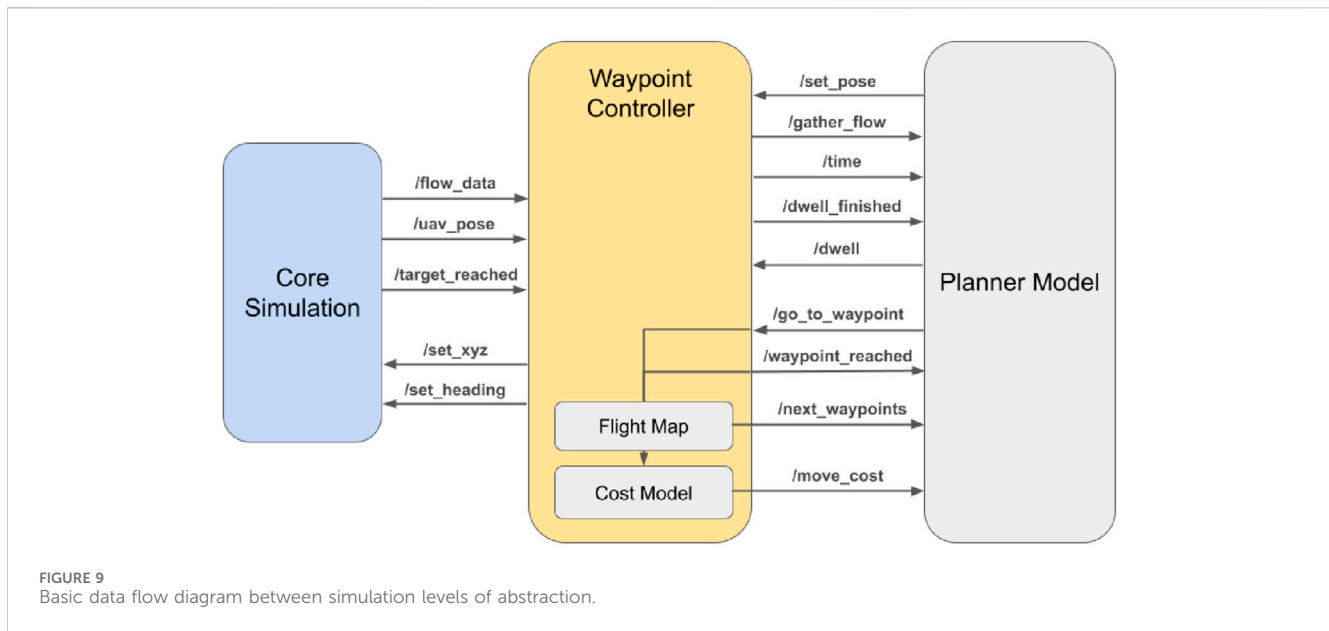 Core
Simulation
/flow_data
/uav_pose
/target_reached
/set_xyz
/set_heading
Waypoint
Controller
Flight Map
Cost Model
/set_pose
/gather_flow
/time
/dwell_finished
/dwell
/go_to_waypoint
/waypoint_reached
/next_waypoints
/move_cost
Planner Model
FIGURE 9
Basic data flow diagram between simulation levels of abstraction.